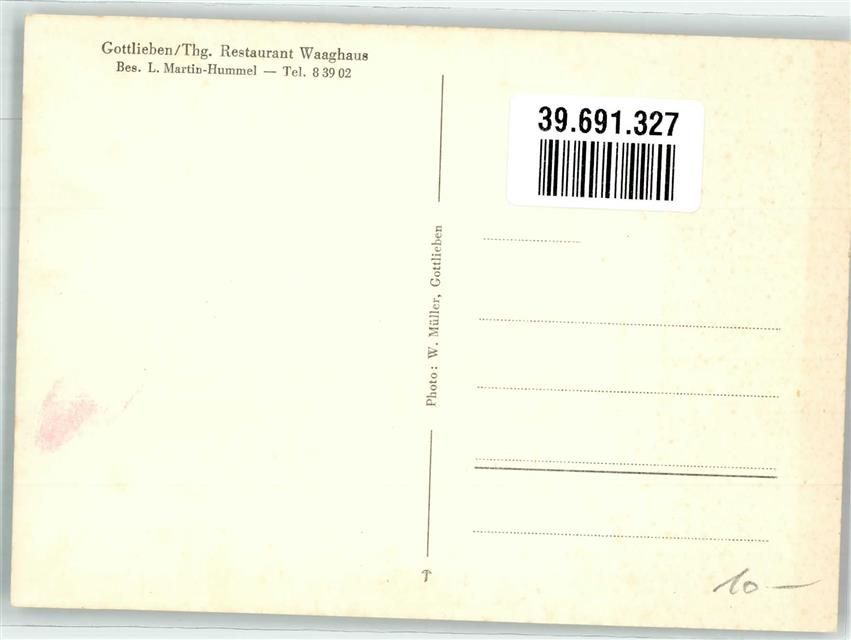 Gottlieben/Thg. Restaurant Waaghaus
Bes. L. Martin-Hummel — Tel. 8 39 02
39.691.327
Photo: W. Müller, Gottlieben
10.—